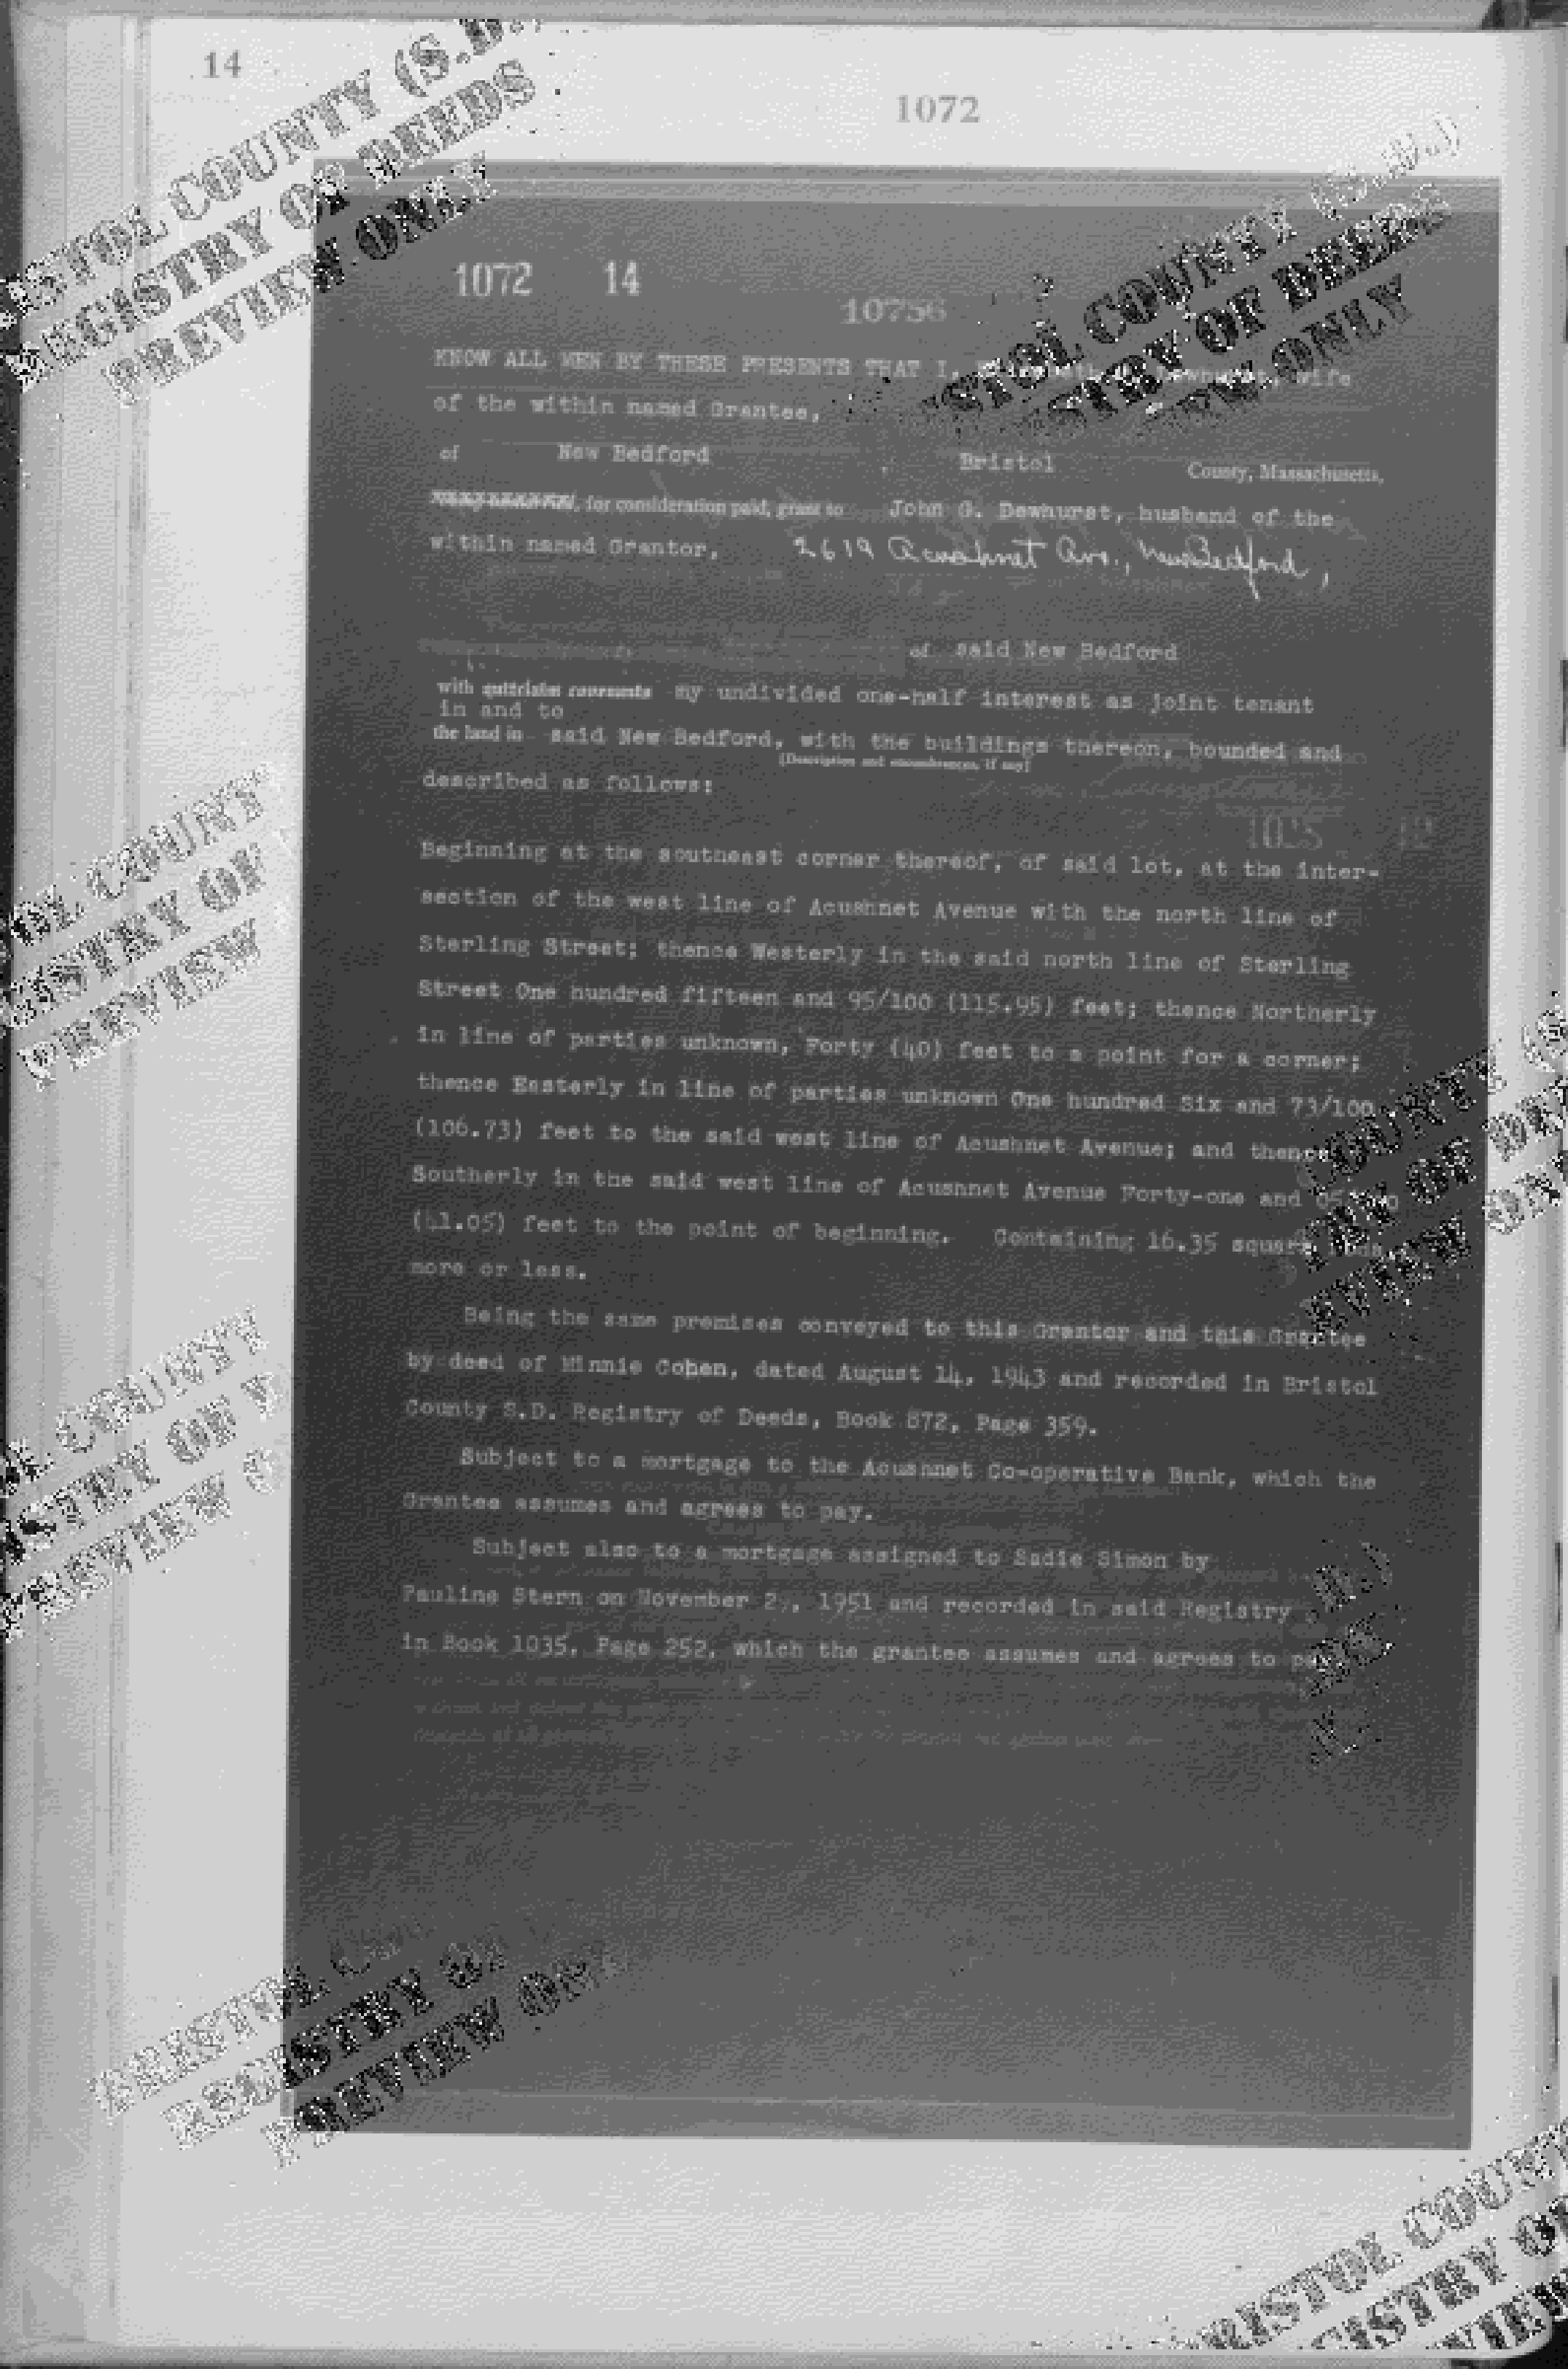 14
1072
1072 14
10756
KNOW ALL MEN BY THESE PRESENTS THAT I, Dewhurst, wife
of the within named Grantee,
of New Bedford , Bristol County, Massachusetts,
for consideration paid, grant to John G. Dewhurst, husband of the
within named Grantor, 2619 Acushnet Ave., New Bedford,
of said New Bedford
with quitclaim covenants my undivided one-half interest as joint tenant
in and to
the land in said New Bedford, with the buildings thereon, bounded and
[Description and encumbrances, if any]
described as follows:
Beginning at the southeast corner thereof, of said lot, at the inter-
section of the west line of Acushnet Avenue with the north line of
Sterling Street; thence Westerly in the said north line of Sterling
Street One hundred fifteen and 95/100 (115.95) feet; thence Northerly
in line of parties unknown, Forty (40) feet to a point for a corner;
thence Easterly in line of parties unknown One hundred Six and 73/100
(106.73) feet to the said west line of Acushnet Avenue; and thence
Southerly in the said west line of Acushnet Avenue Forty-one and 05/100
(41.05) feet to the point of beginning. Containing 16.35 square rods,
more or less.
Being the same premises conveyed to this Grantor and this Grantee
by deed of Minnie Cohen, dated August 14, 1943 and recorded in Bristol
County S.D. Registry of Deeds, Book 872, Page 359.
Subject to a mortgage to the Acushnet Co-operative Bank, which the
Grantee assumes and agrees to pay.
Subject also to a mortgage assigned to Sadie Simon by
Pauline Stern on November 1951 and recorded in said Registry
in Book 1035, Page 252, which the grantee assumes and agrees to pay.